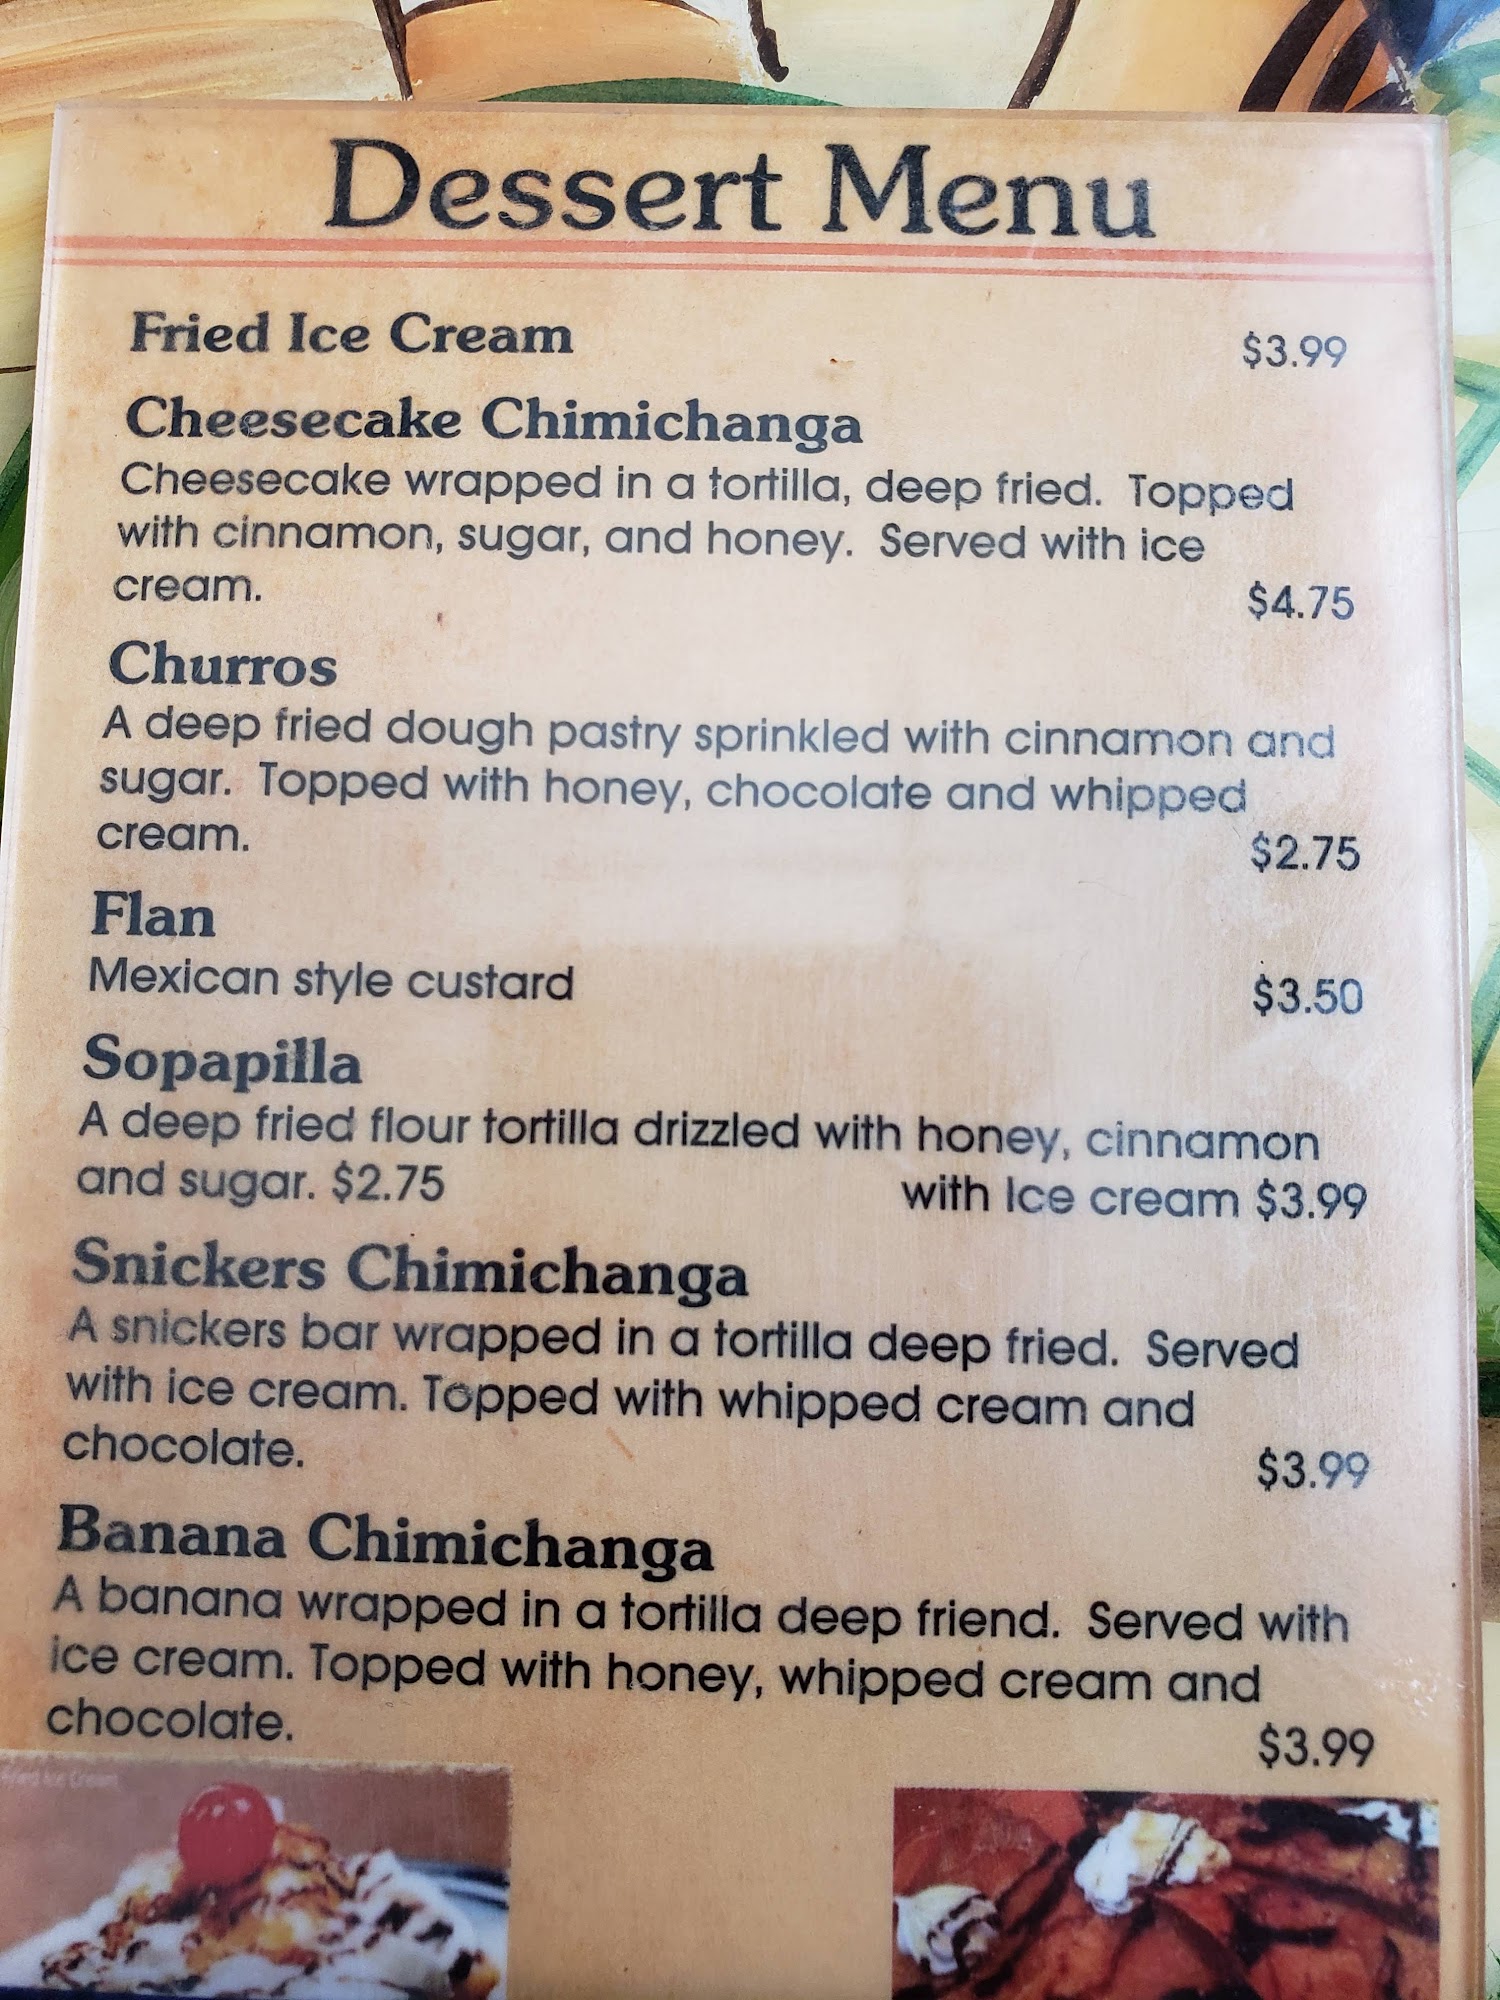 Dessert Menu
Fried Ice Cream $3.99
Cheesecake Chimichanga
Cheesecake wrapped in a tortilla, deep fried. Topped
with cinnamon, sugar, and honey. Served with ice
cream. $4.75
Churros
A deep fried dough pastry sprinkled with cinnamon and
sugar. Topped with honey, chocolate and whipped
cream. $2.75
Flan
Mexican style custard $3.50
Sopapilla
A deep fried flour tortilla drizzled with honey, cinnamon
and sugar. $2.75 with Ice cream $3.99
Snickers Chimichanga
A snickers bar wrapped in a tortilla deep fried. Served
with ice cream. Topped with whipped cream and
chocolate. $3.99
Banana Chimichanga
A banana wrapped in a tortilla deep friend. Served with
ice cream. Topped with honey, whipped cream and
chocolate. $3.99
Fried Ice Cream